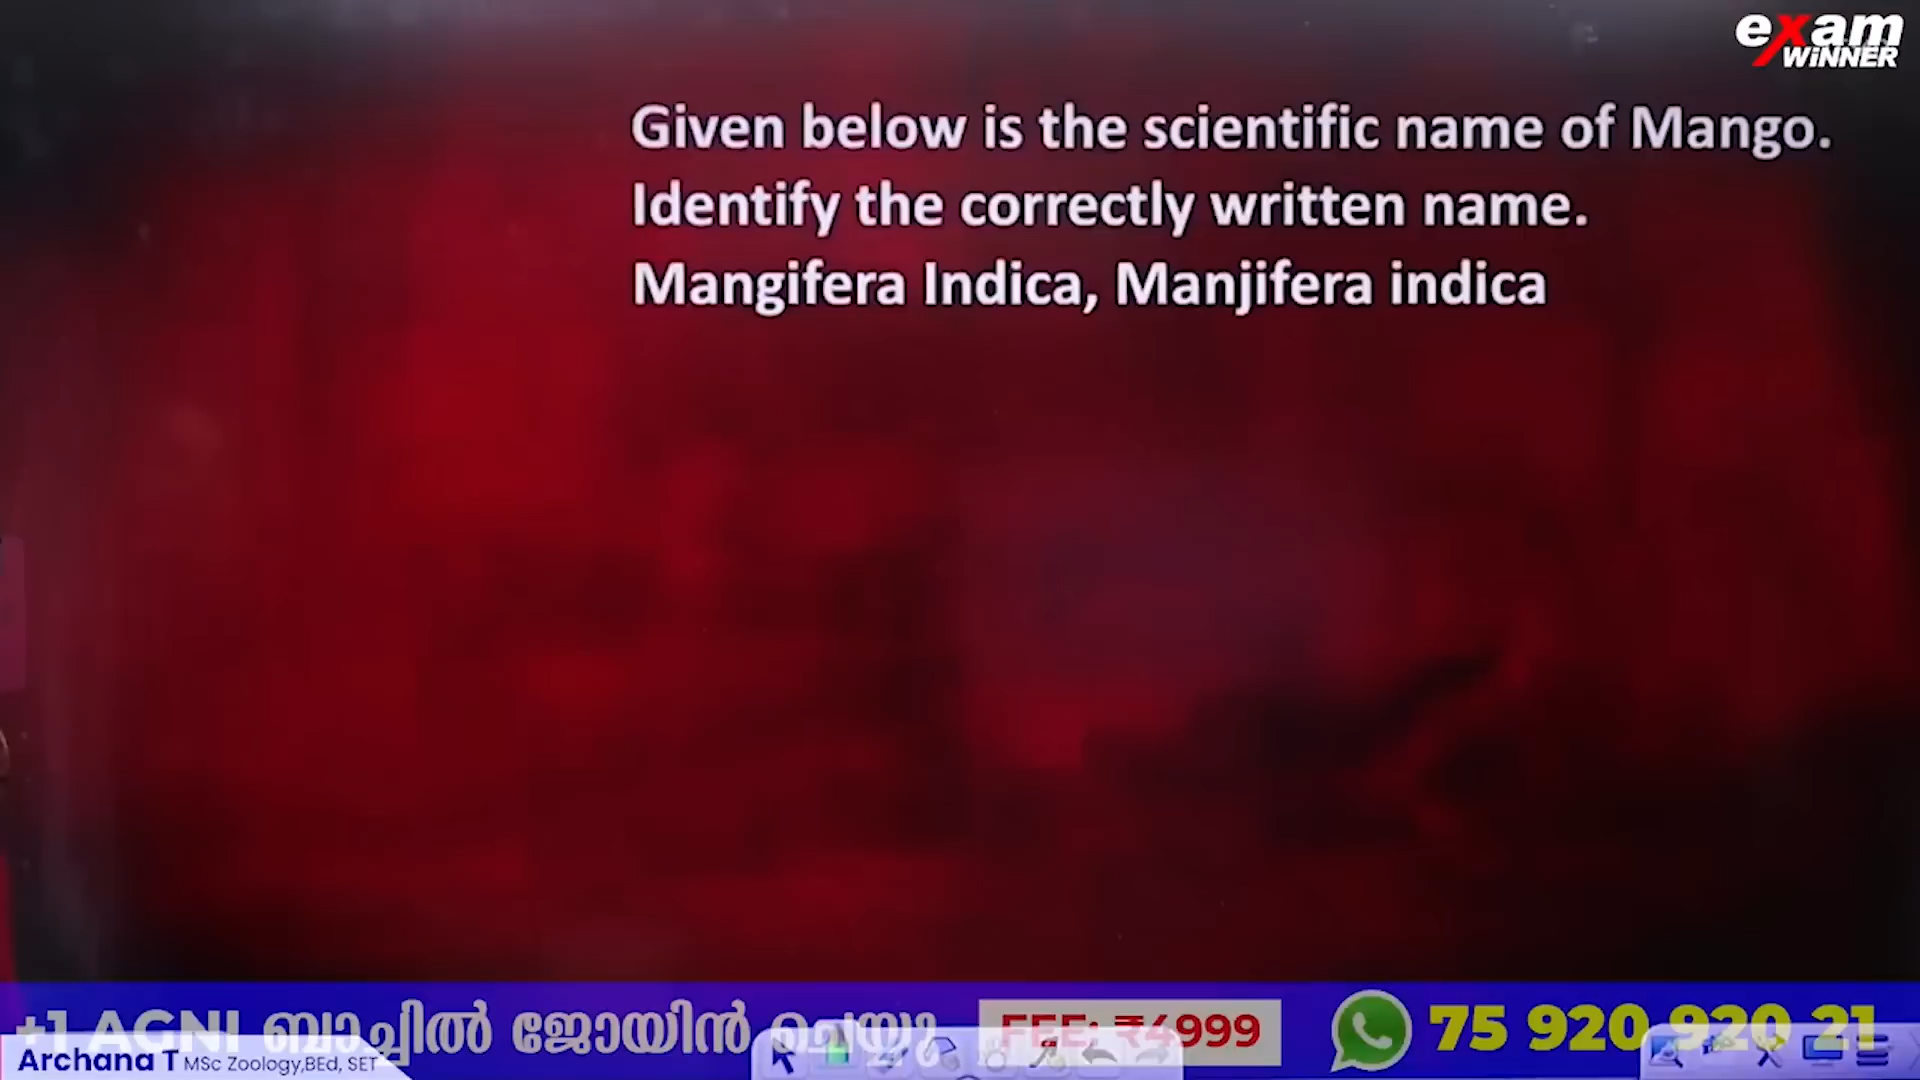 exam
WiNNER
Given below is the scientific name of Mango.
Identify the correctly written name.
Mangifera Indica, Manjifera indica
+1 AGNI ബാച്ചിൽ ജോയിൻ ചെയ്യൂ FEE: ₹4999 75 920 920 21
Archana T MSc Zoology,BEd, SET